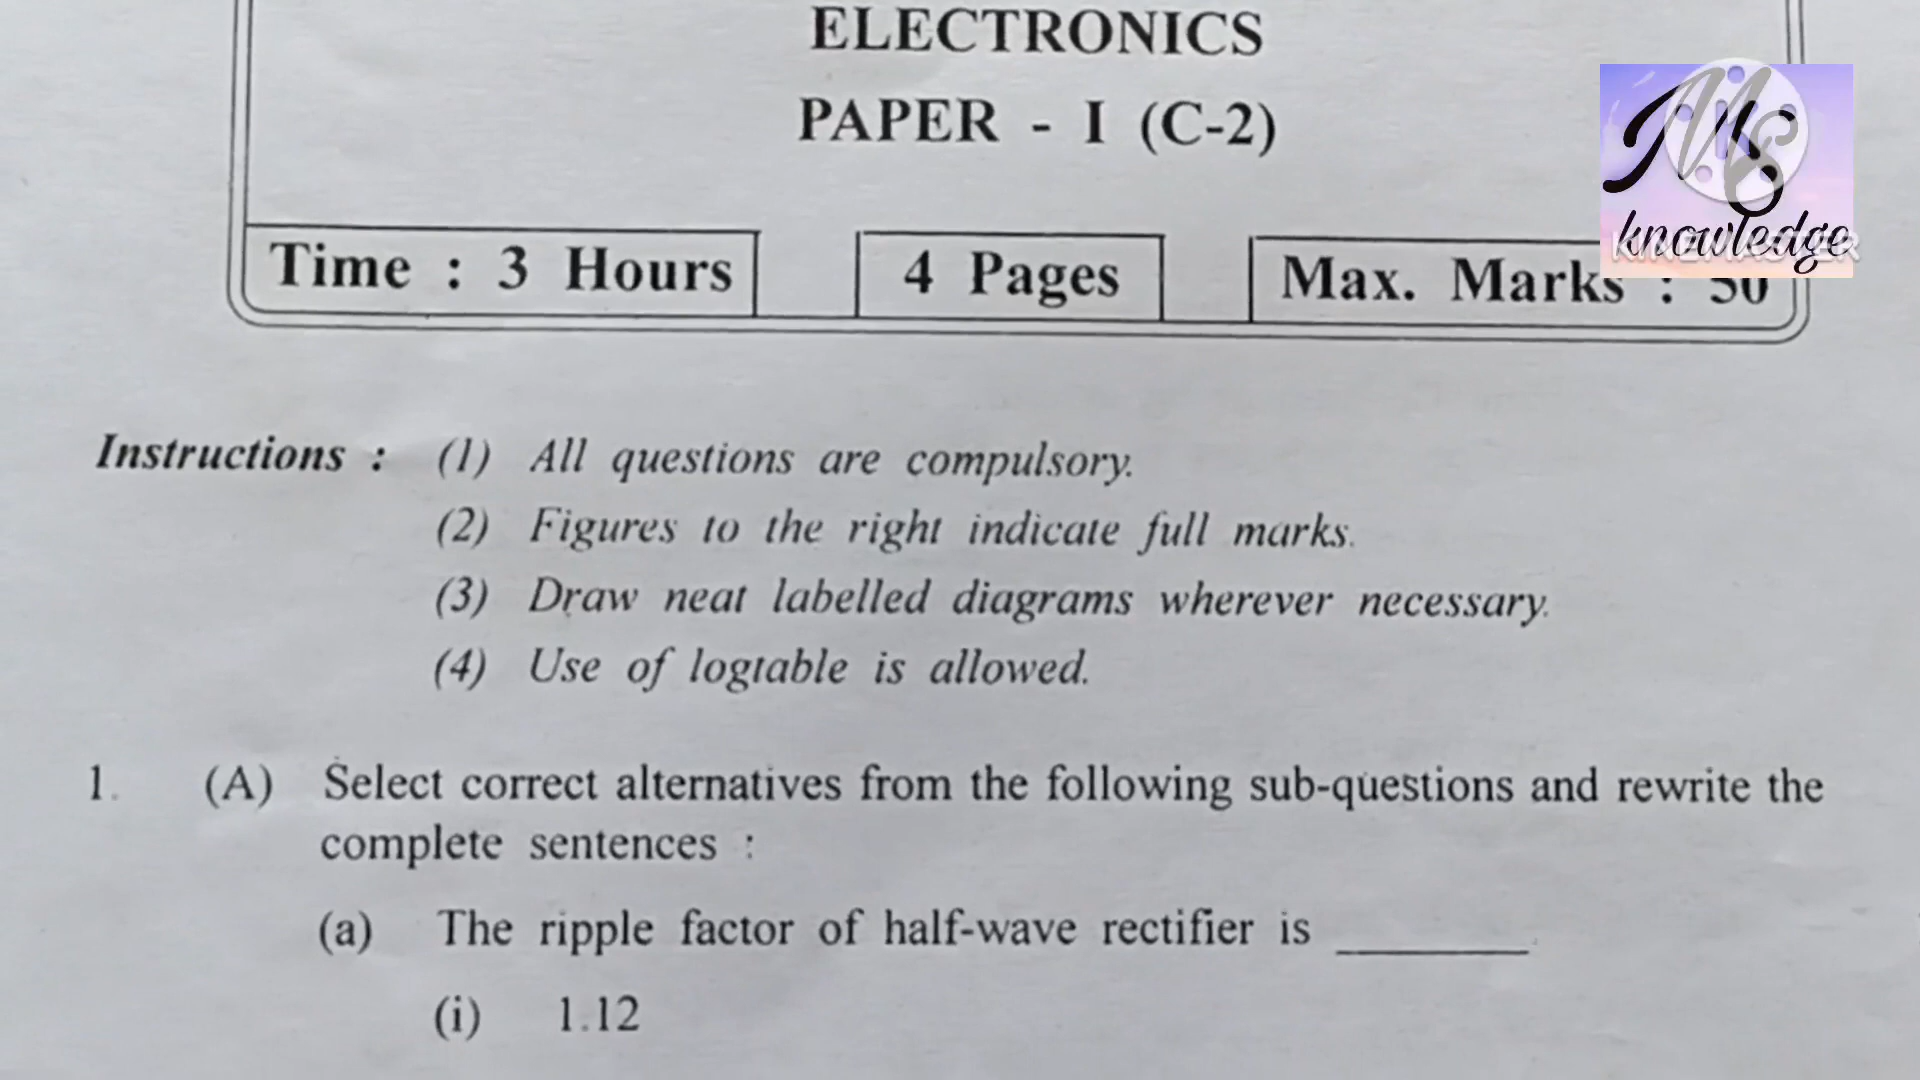 ELECTRONICS
PAPER - I (C-2)
Time : 3 Hours
4 Pages
Max. Marks : 50
Instructions : (1) All questions are compulsory.
(2) Figures to the right indicate full marks.
(3) Draw neat labelled diagrams wherever necessary.
(4) Use of logtable is allowed.
1. (A) Select correct alternatives from the following sub-questions and rewrite the
complete sentences :
(a) The ripple factor of half-wave rectifier is ________
(i) 1.12
Ms
knowledge
KINEMASTER